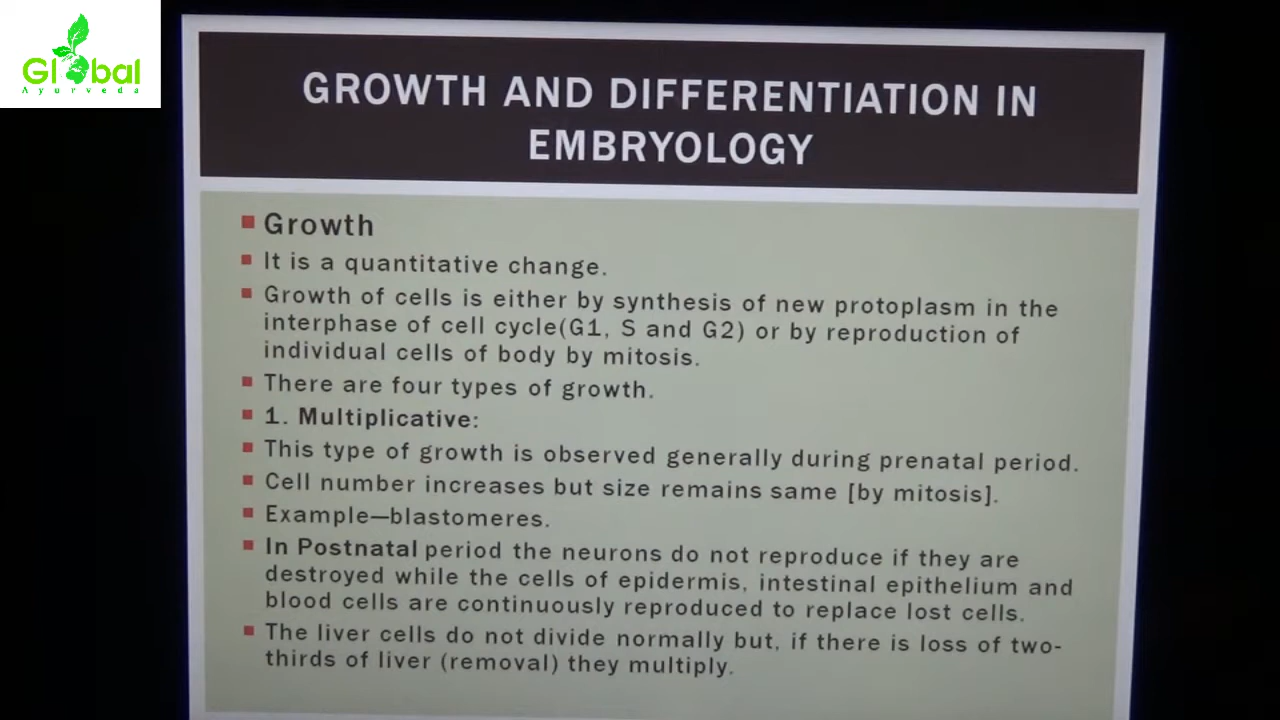 Global
Ayurveda
GROWTH AND DIFFERENTIATION IN
EMBRYOLOGY
Growth
It is a quantitative change.
Growth of cells is either by synthesis of new protoplasm in the
interphase of cell cycle(G1, S and G2) or by reproduction of
individual cells of body by mitosis.
There are four types of growth.
1. Multiplicative:
This type of growth is observed generally during prenatal period.
Cell number increases but size remains same [by mitosis].
Example—blastomeres.
In Postnatal period the neurons do not reproduce if they are
destroyed while the cells of epidermis, intestinal epithelium and
blood cells are continuously reproduced to replace lost cells.
The liver cells do not divide normally but, if there is loss of two-
thirds of liver (removal) they multiply.